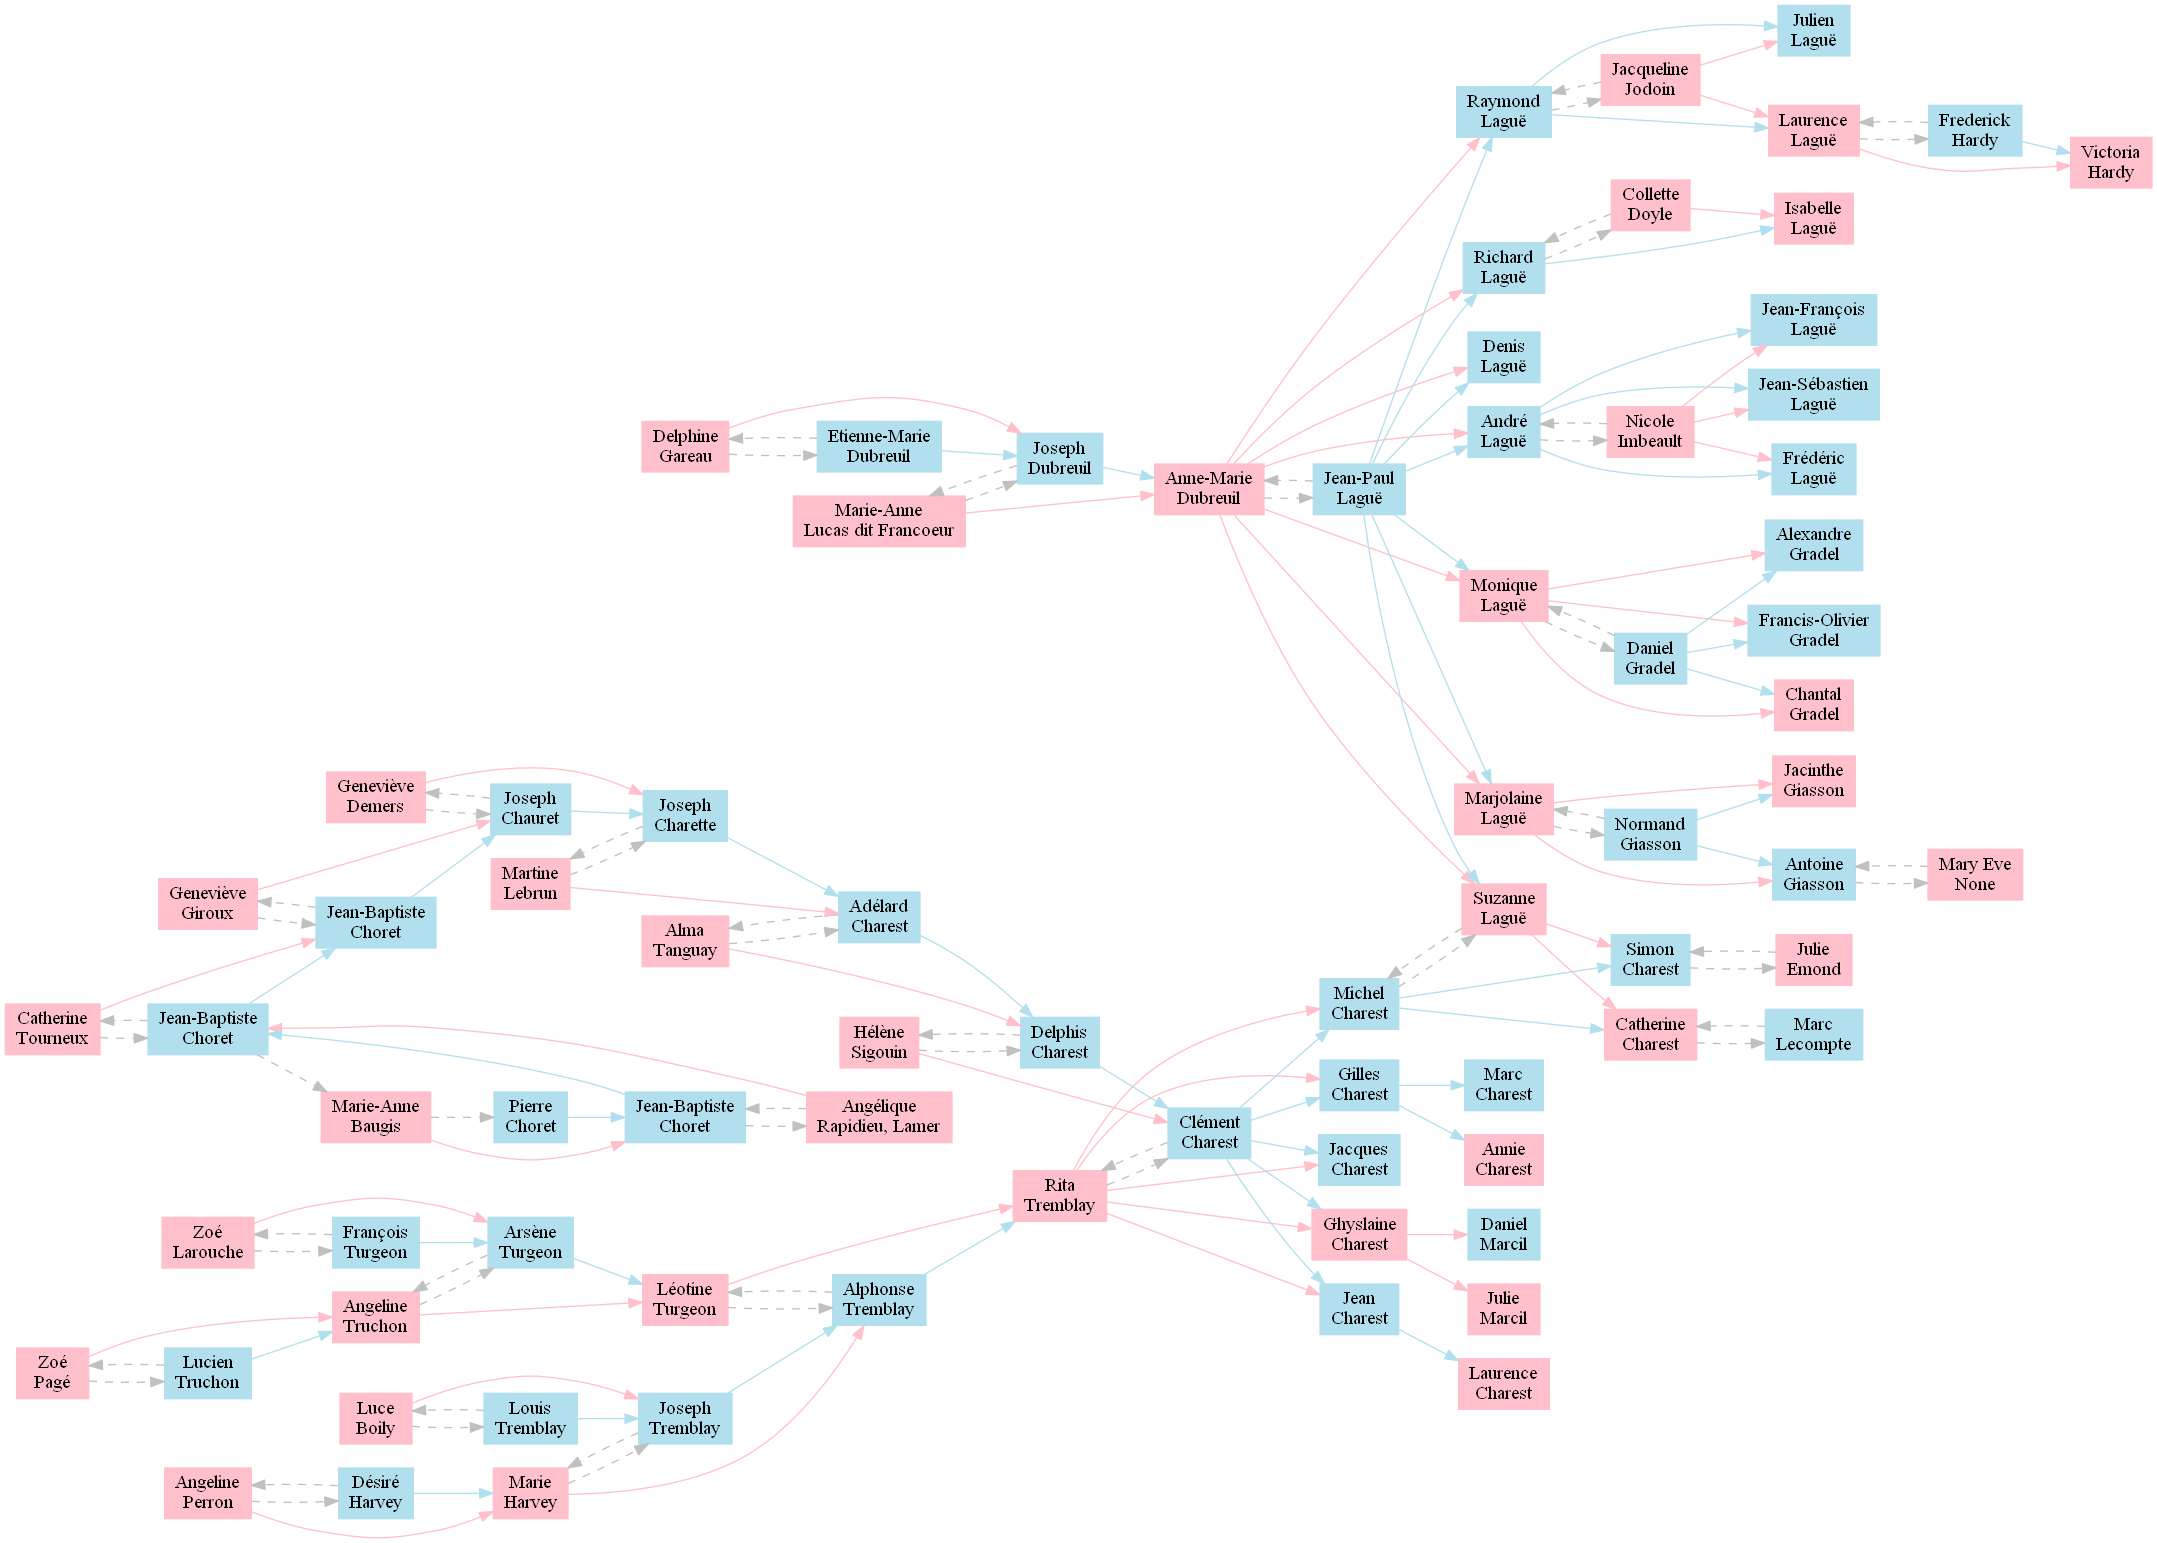 Julien
Laguë
Jacqueline
Jodoin
Raymond
Laguë
Laurence
Laguë
Frederick
Hardy
Victoria
Hardy
Collette
Doyle
Isabelle
Laguë
Richard
Laguë
Jean-François
Laguë
Denis
Laguë
Jean-Sébastien
Laguë
André
Laguë
Nicole
Imbeault
Delphine
Gareau
Etienne-Marie
Dubreuil
Joseph
Dubreuil
Frédéric
Laguë
Anne-Marie
Dubreuil
Jean-Paul
Laguë
Marie-Anne
Lucas dit Francoeur
Alexandre
Gradel
Monique
Laguë
Francis-Olivier
Gradel
Daniel
Gradel
Chantal
Gradel
Jacinthe
Giasson
Geneviève
Demers
Joseph
Chauret
Joseph
Charette
Marjolaine
Laguë
Normand
Giasson
Martine
Lebrun
Antoine
Giasson
Mary Eve
None
Geneviève
Giroux
Adélard
Charest
Suzanne
Laguë
Jean-Baptiste
Choret
Alma
Tanguay
Simon
Charest
Julie
Emond
Michel
Charest
Catherine
Tourneux
Jean-Baptiste
Choret
Hélène
Sigouin
Delphis
Charest
Catherine
Charest
Marc
Lecompte
Gilles
Charest
Marc
Charest
Marie-Anne
Baugis
Pierre
Choret
Jean-Baptiste
Choret
Angélique
Rapidieu, Lamer
Clément
Charest
Jacques
Charest
Annie
Charest
Rita
Tremblay
Zoé
Larouche
François
Turgeon
Arsène
Turgeon
Ghyslaine
Charest
Daniel
Marcil
Angeline
Truchon
Léotine
Turgeon
Alphonse
Tremblay
Jean
Charest
Julie
Marcil
Zoé
Pagé
Lucien
Truchon
Laurence
Charest
Luce
Boily
Louis
Tremblay
Joseph
Tremblay
Angeline
Perron
Désiré
Harvey
Marie
Harvey